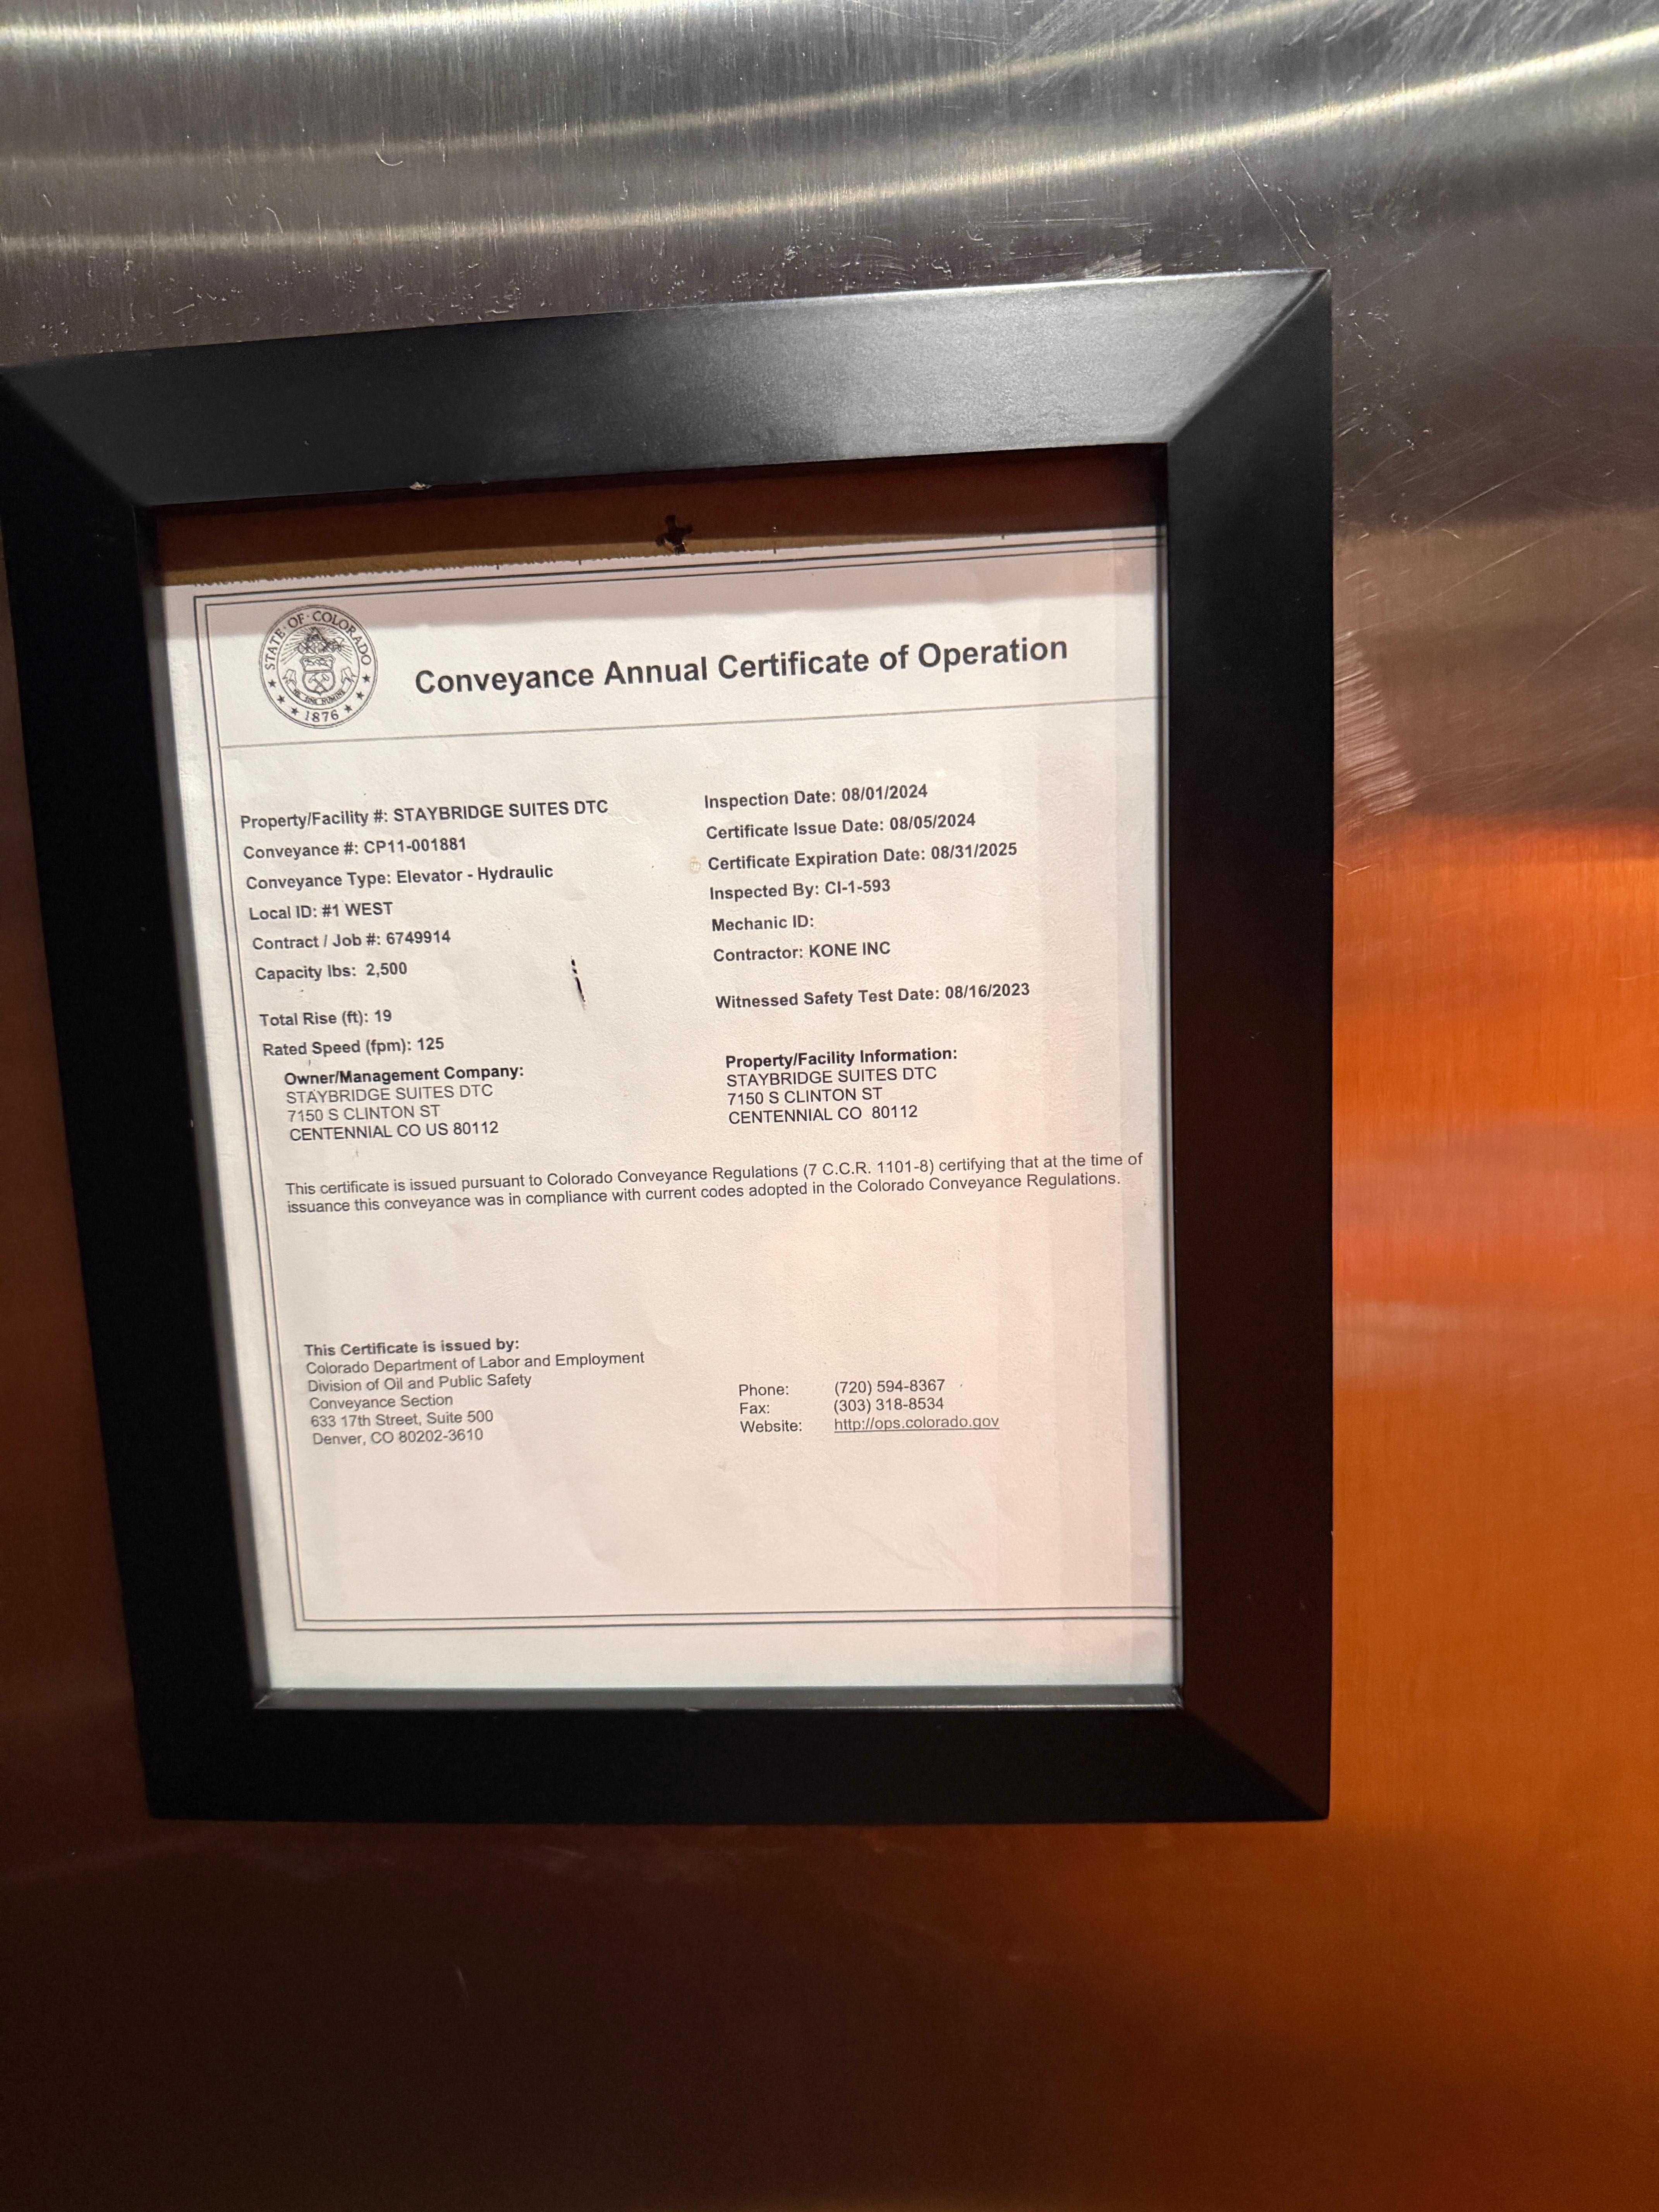 STATE · OF · COLORADO
1876
Conveyance Annual Certificate of Operation
Property/Facility #: STAYBRIDGE SUITES DTC
Conveyance #: CP11-001881
Conveyance Type: Elevator - Hydraulic
Local ID: #1 WEST
Contract / Job #: 6749914
Capacity lbs: 2,500
Total Rise (ft): 19
Rated Speed (fpm): 125
Inspection Date: 08/01/2024
Certificate Issue Date: 08/05/2024
Certificate Expiration Date: 08/31/2025
Inspected By: CI-1-593
Mechanic ID:
Contractor: KONE INC
Witnessed Safety Test Date: 08/16/2023
Owner/Management Company:
STAYBRIDGE SUITES DTC
7150 S CLINTON ST
CENTENNIAL CO US 80112
Property/Facility Information:
STAYBRIDGE SUITES DTC
7150 S CLINTON ST
CENTENNIAL CO 80112
This certificate is issued pursuant to Colorado Conveyance Regulations (7 C.C.R. 1101-8) certifying that at the time of
issuance this conveyance was in compliance with current codes adopted in the Colorado Conveyance Regulations.
This Certificate is issued by:
Colorado Department of Labor and Employment
Division of Oil and Public Safety
Conveyance Section
633 17th Street, Suite 500
Denver, CO 80202-3610
Phone: (720) 594-8367
Fax: (303) 318-8534
Website: http://ops.colorado.gov